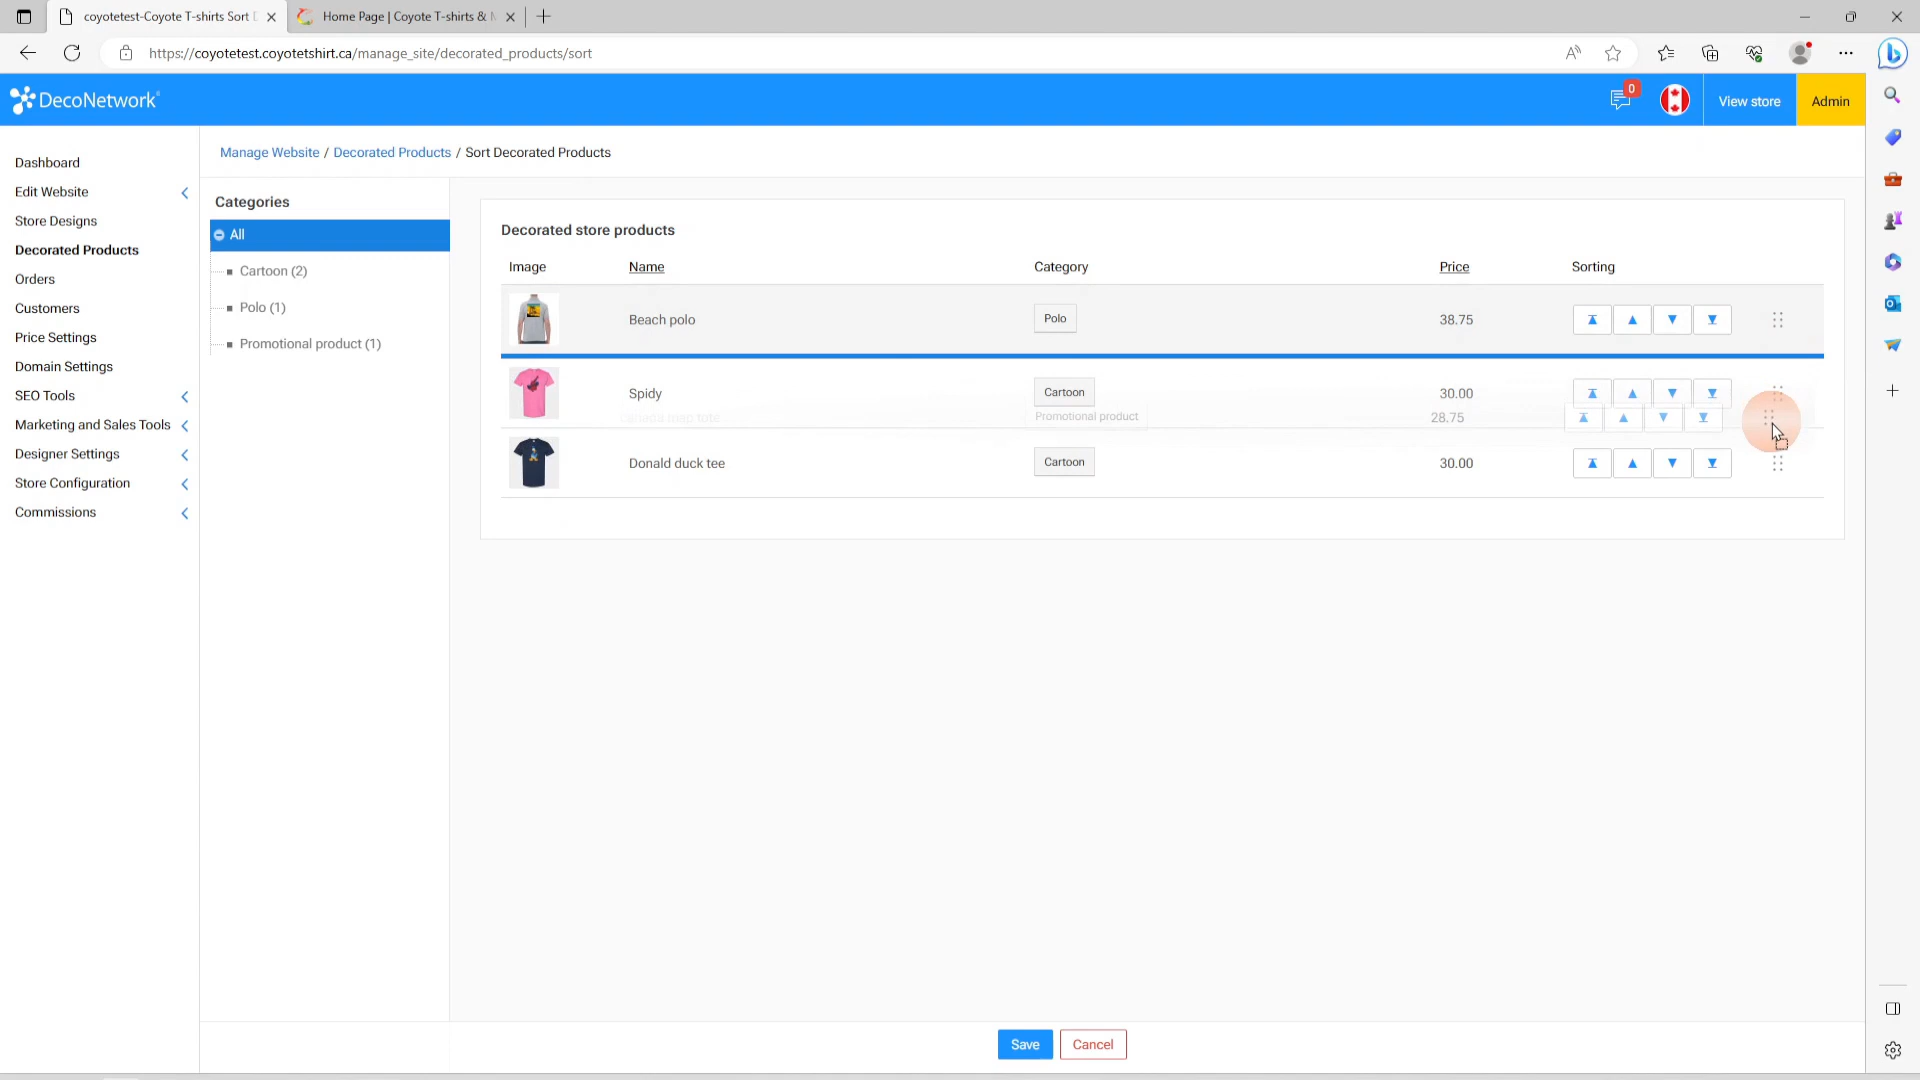 coyotetest-Coyote T-shirts Sort
Home Page | Coyote T-shirts &
https://coyotetest.coyotetshirt.ca/manage_site/decorated_products/sort
DecoNetwork
0
View store
Admin
Dashboard
Edit Website
Store Designs
Decorated Products
Orders
Customers
Price Settings
Domain Settings
SEO Tools
Marketing and Sales Tools
Designer Settings
Store Configuration
Commissions
Manage Website / Decorated Products / Sort Decorated Products
Categories
All
Cartoon (2)
Polo (1)
Promotional product (1)
Decorated store products
Image Name Category Price Sorting
Beach polo Polo 38.75
Spidy Cartoon 30.00
Canada map tote Promotional product 28.75
Donald duck tee Cartoon 30.00
Save Cancel